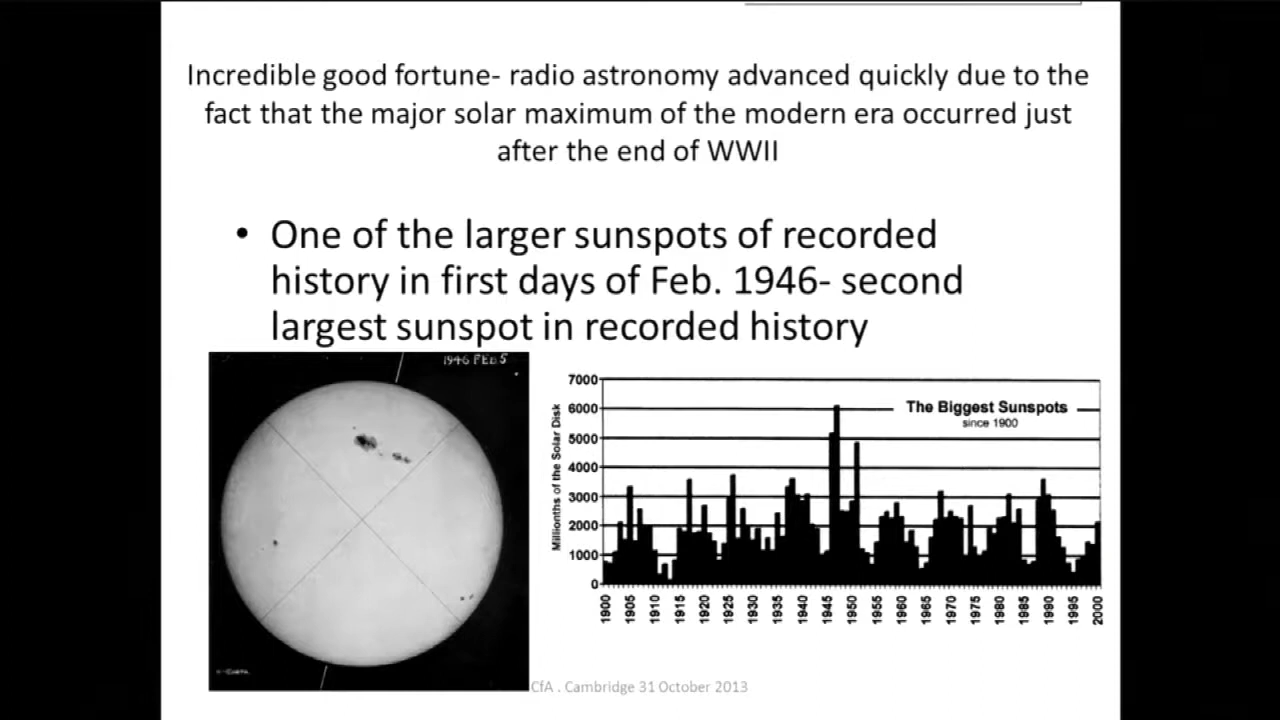 Incredible good fortune- radio astronomy advanced quickly due to the
fact that the major solar maximum of the modern era occurred just
after the end of WWII
• One of the larger sunspots of recorded
history in first days of Feb. 1946- second
largest sunspot in recorded history
1946 FEB 5
The Biggest Sunspots
since 1900
Millionths of the Solar Disk
7000
6000
5000
4000
3000
2000
1000
0
1900 1905 1910 1915 1920 1925 1930 1935 1940 1945 1950 1955 1960 1965 1970 1975 1980 1985 1990 1995 2000
CfA . Cambridge 31 October 2013